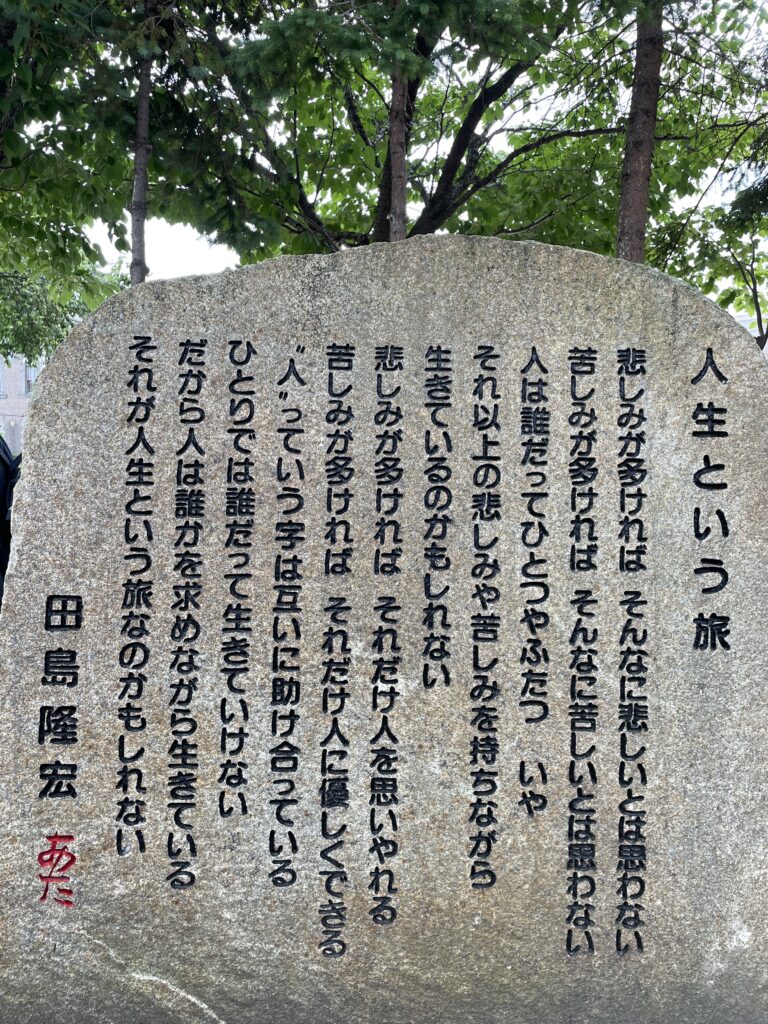 人生という旅
悲しみが多ければ そんなに悲しいとは思わない
苦しみが多ければ そんなに苦しいとは思わない
人は誰だってひとつやふたつ いや
それ以上の悲しみや苦しみを持ちながら
生きているのかもしれない
悲しみが多ければ それだけ人を思いやれる
苦しみが多ければ それだけ人に優しくできる
〝人〟っていう字は互いに助け合っている
ひとりでは誰だって生きていけない
だから人は誰かを求めながら生きている
それが人生という旅なのかもしれない
田島隆宏
あた